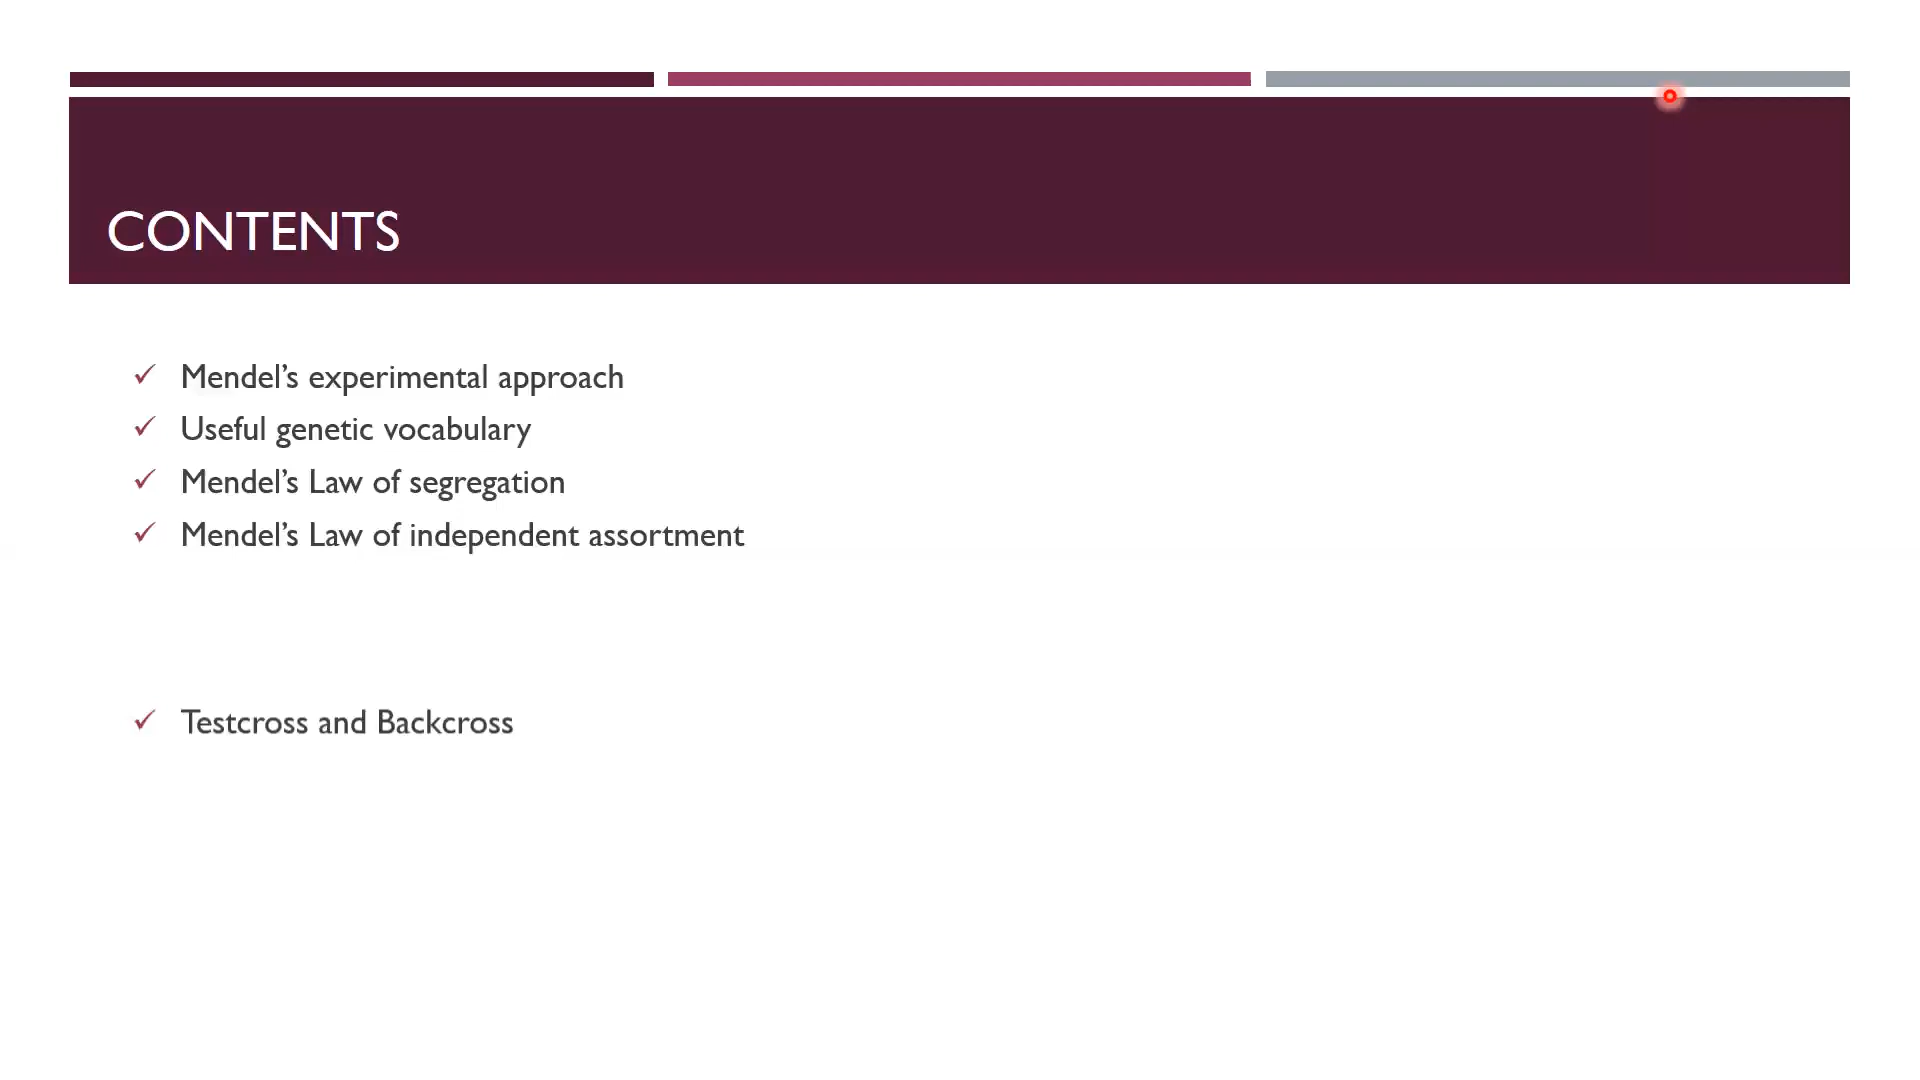 CONTENTS
✓ Mendel’s experimental approach
✓ Useful genetic vocabulary
✓ Mendel’s Law of segregation
✓ Mendel’s Law of independent assortment
✓ Testcross and Backcross